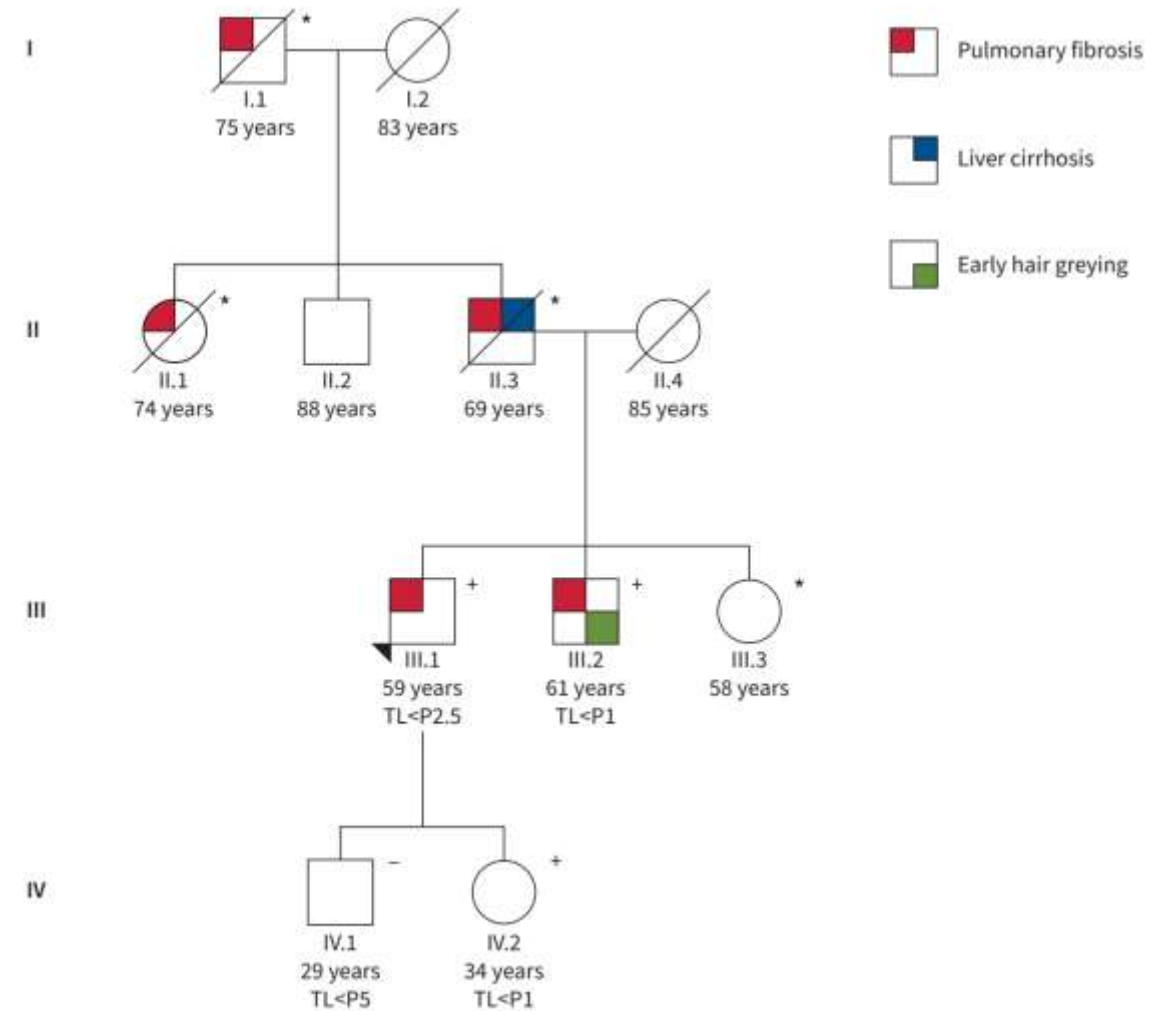 I
*
I.1
75 years
I.2
83 years
Pulmonary fibrosis
Liver cirrhosis
Early hair greying
II
*
*
II.1
74 years
II.2
88 years
II.3
69 years
II.4
85 years
III
+
+
*
III.1
59 years
TL<P2.5
III.2
61 years
TL<P1
III.3
58 years
IV
–
+
IV.1
29 years
TL<P5
IV.2
34 years
TL<P1